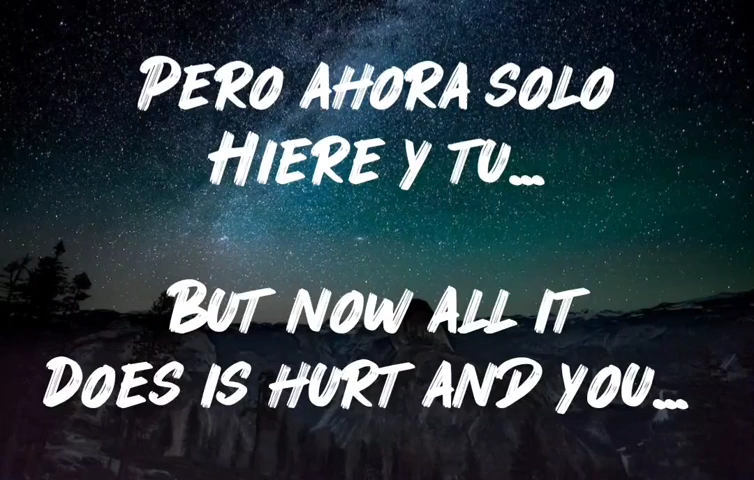 Pero ahora solo
Hiere y tu...
But now all it
Does is hurt and you...